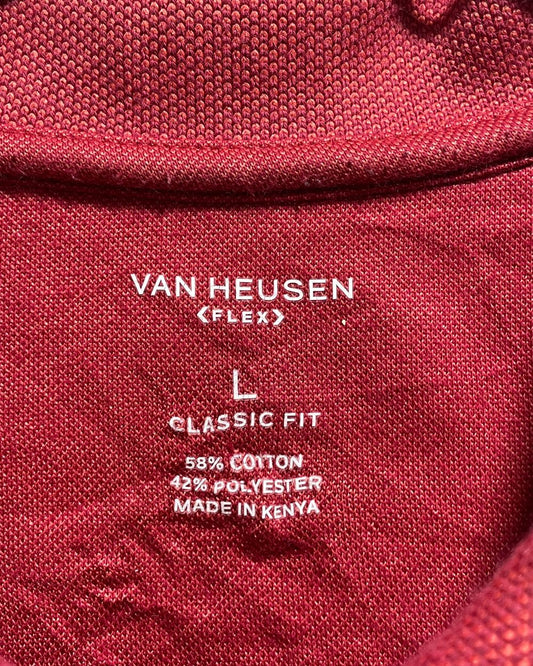 VAN HEUSEN
<FLEX>
L
CLASSIC FIT
58% COTTON
42% POLYESTER
MADE IN KENYA